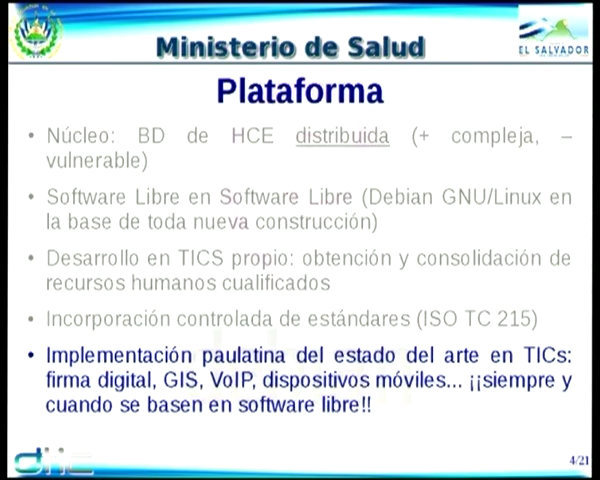 Ministerio de Salud
EL SALVADOR
Plataforma
• Núcleo: BD de HCE distribuida (+ compleja, –
vulnerable)
• Software Libre en Software Libre (Debian GNU/Linux en
la base de toda nueva construcción)
• Desarrollo en TICS propio: obtención y consolidación de
recursos humanos cualificados
• Incorporación controlada de estándares (ISO TC 215)
• Implementación paulatina del estado del arte en TICs:
firma digital, GIS, VoIP, dispositivos móviles... ¡¡siempre y
cuando se basen en software libre!!
4/21